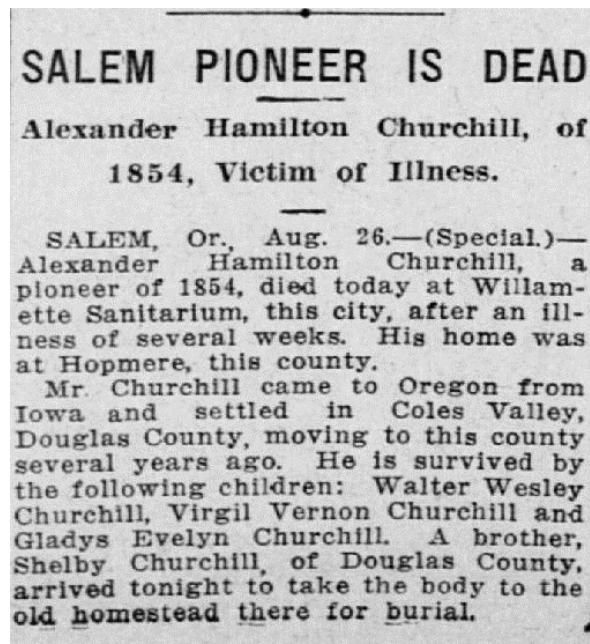 SALEM PIONEER IS DEAD
Alexander Hamilton Churchill, of
1854, Victim of Illness.
SALEM, Or., Aug. 26.—(Special.)—
Alexander Hamilton Churchill, a
pioneer of 1854, died today at Willam-
ette Sanitarium, this city, after an ill-
ness of several weeks. His home was
at Hopmere, this county.
Mr. Churchill came to Oregon from
Iowa and settled in Coles Valley,
Douglas County, moving to this county
several years ago. He is survived by
the following children: Walter Wesley
Churchill, Virgil Vernon Churchill and
Gladys Evelyn Churchill. A brother,
Shelby Churchill, of Douglas County,
arrived tonight to take the body to the
old homestead there for burial.